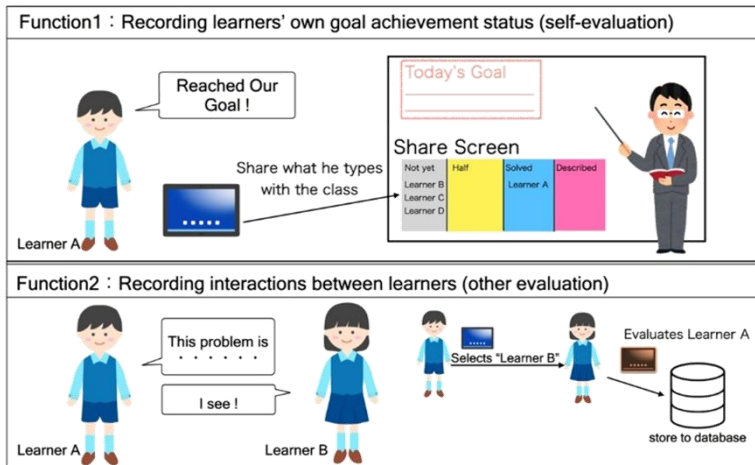 Function1：Recording learners' own goal achievement status (self-evaluation)
Reached Our
Goal !
Today's Goal
Share Screen
Share what he types
with the class
Not yet
Half
Solved
Described
Learner B
Learner A
Learner C
Learner D
Learner A
Function2：Recording interactions between learners (other evaluation)
This problem is
・・・・・・
I see !
Selects "Learner B"
Evaluates Learner A
Learner A
Learner B
store to database